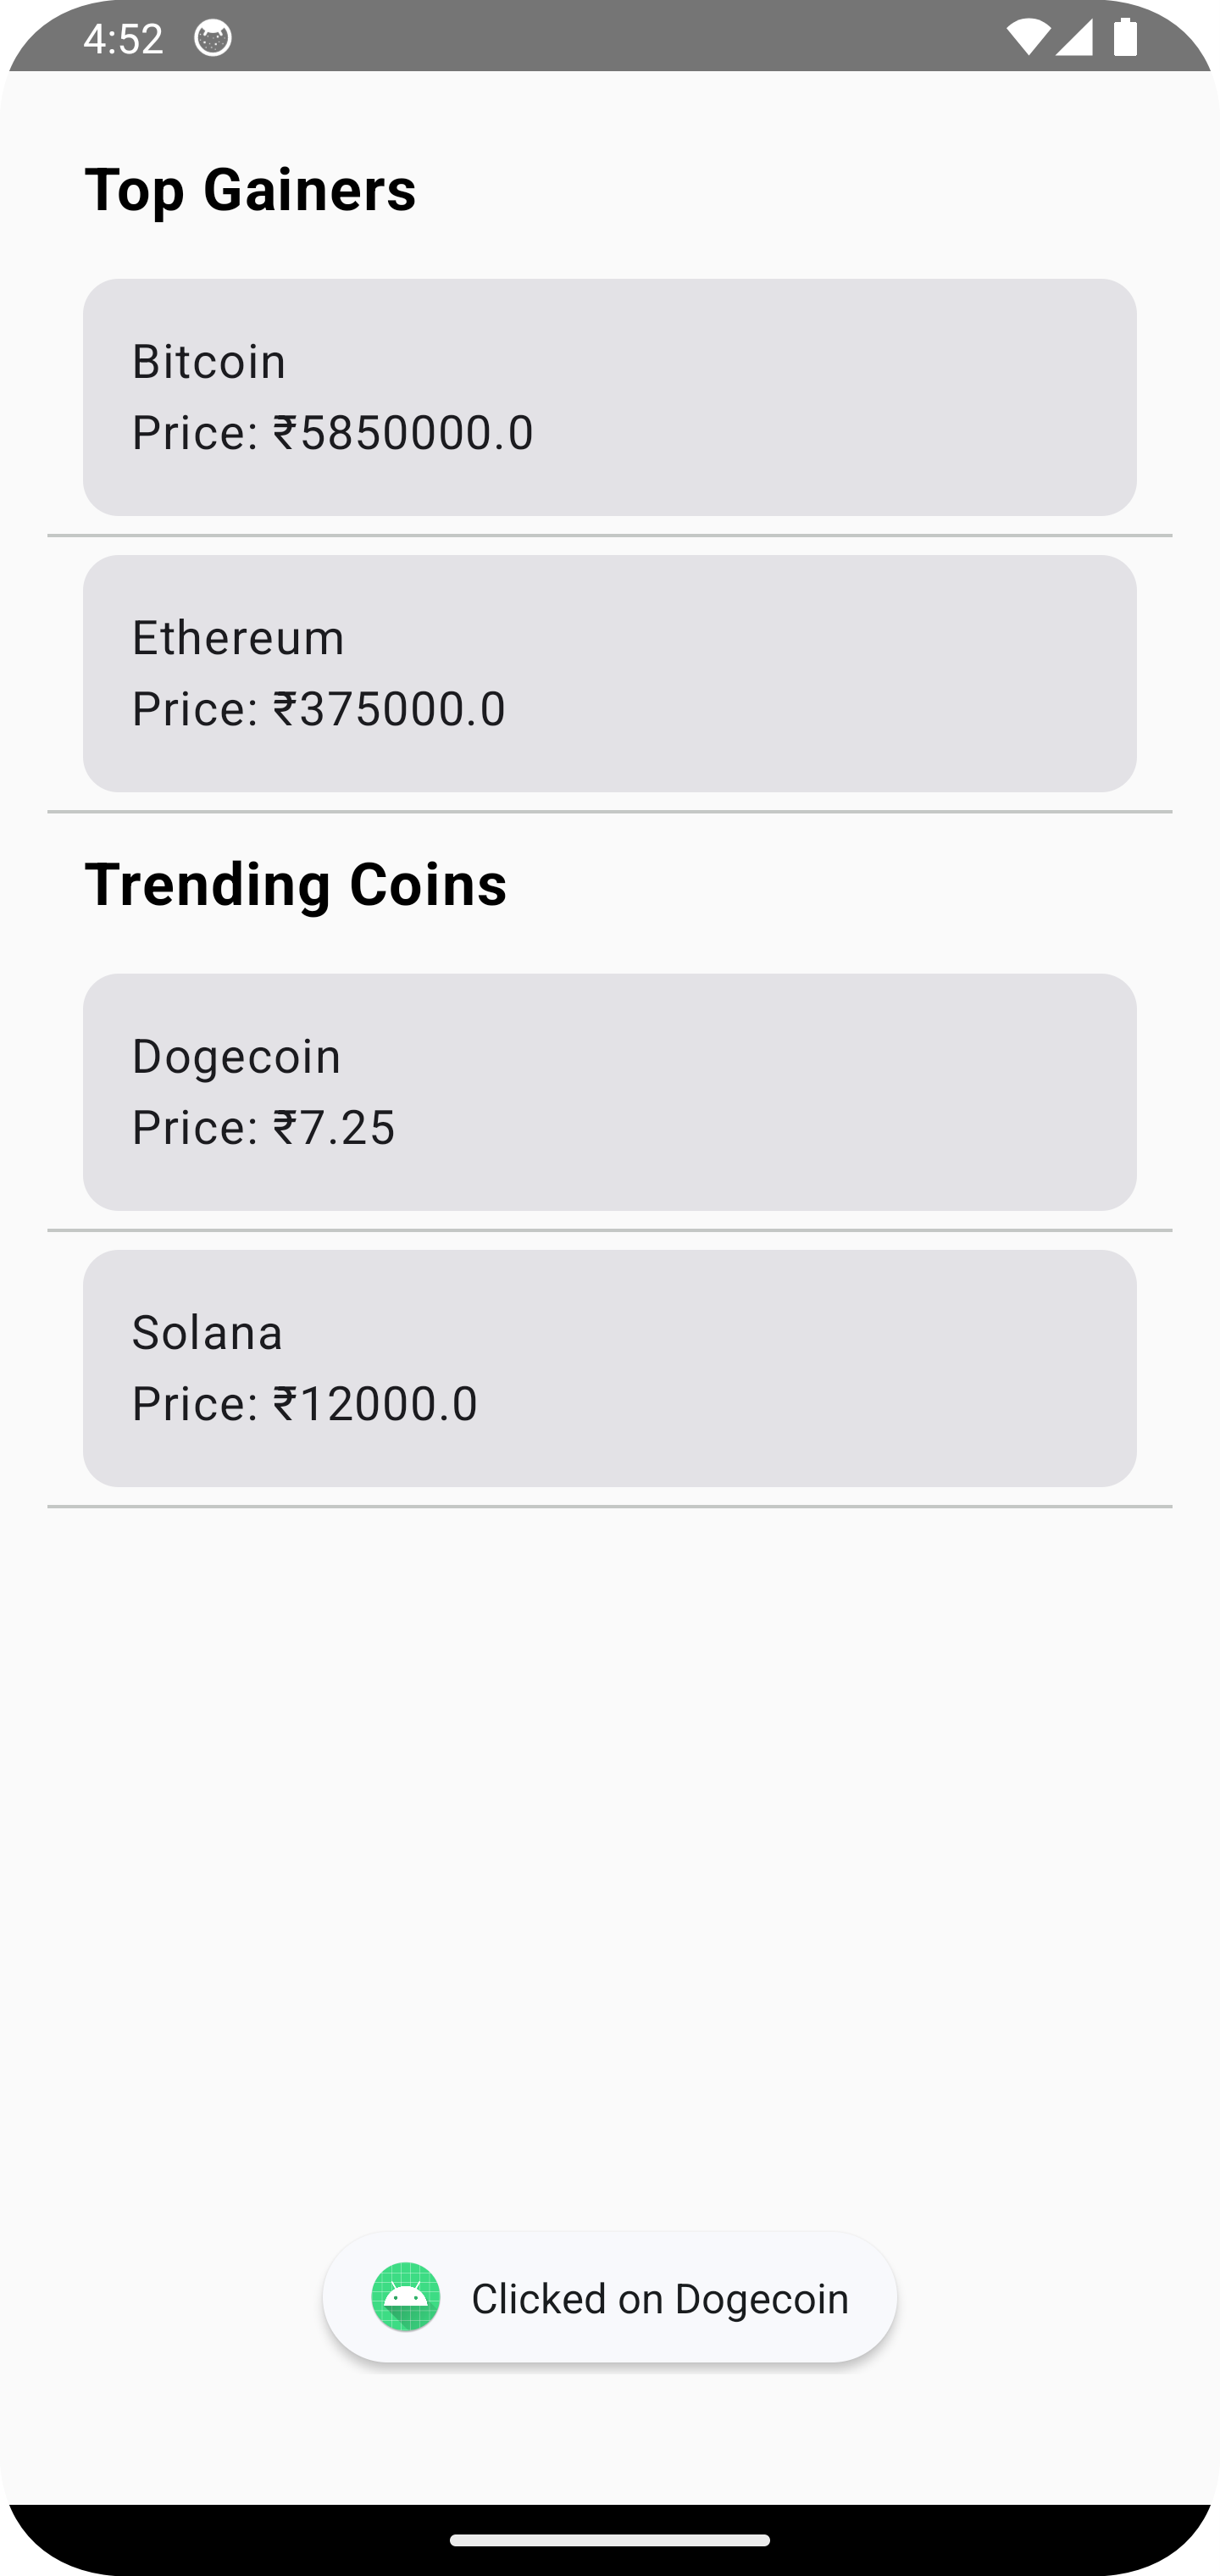 4:52
Top Gainers
Bitcoin
Price: ₹5850000.0
Ethereum
Price: ₹375000.0
Trending Coins
Dogecoin
Price: ₹7.25
Solana
Price: ₹12000.0
Clicked on Dogecoin